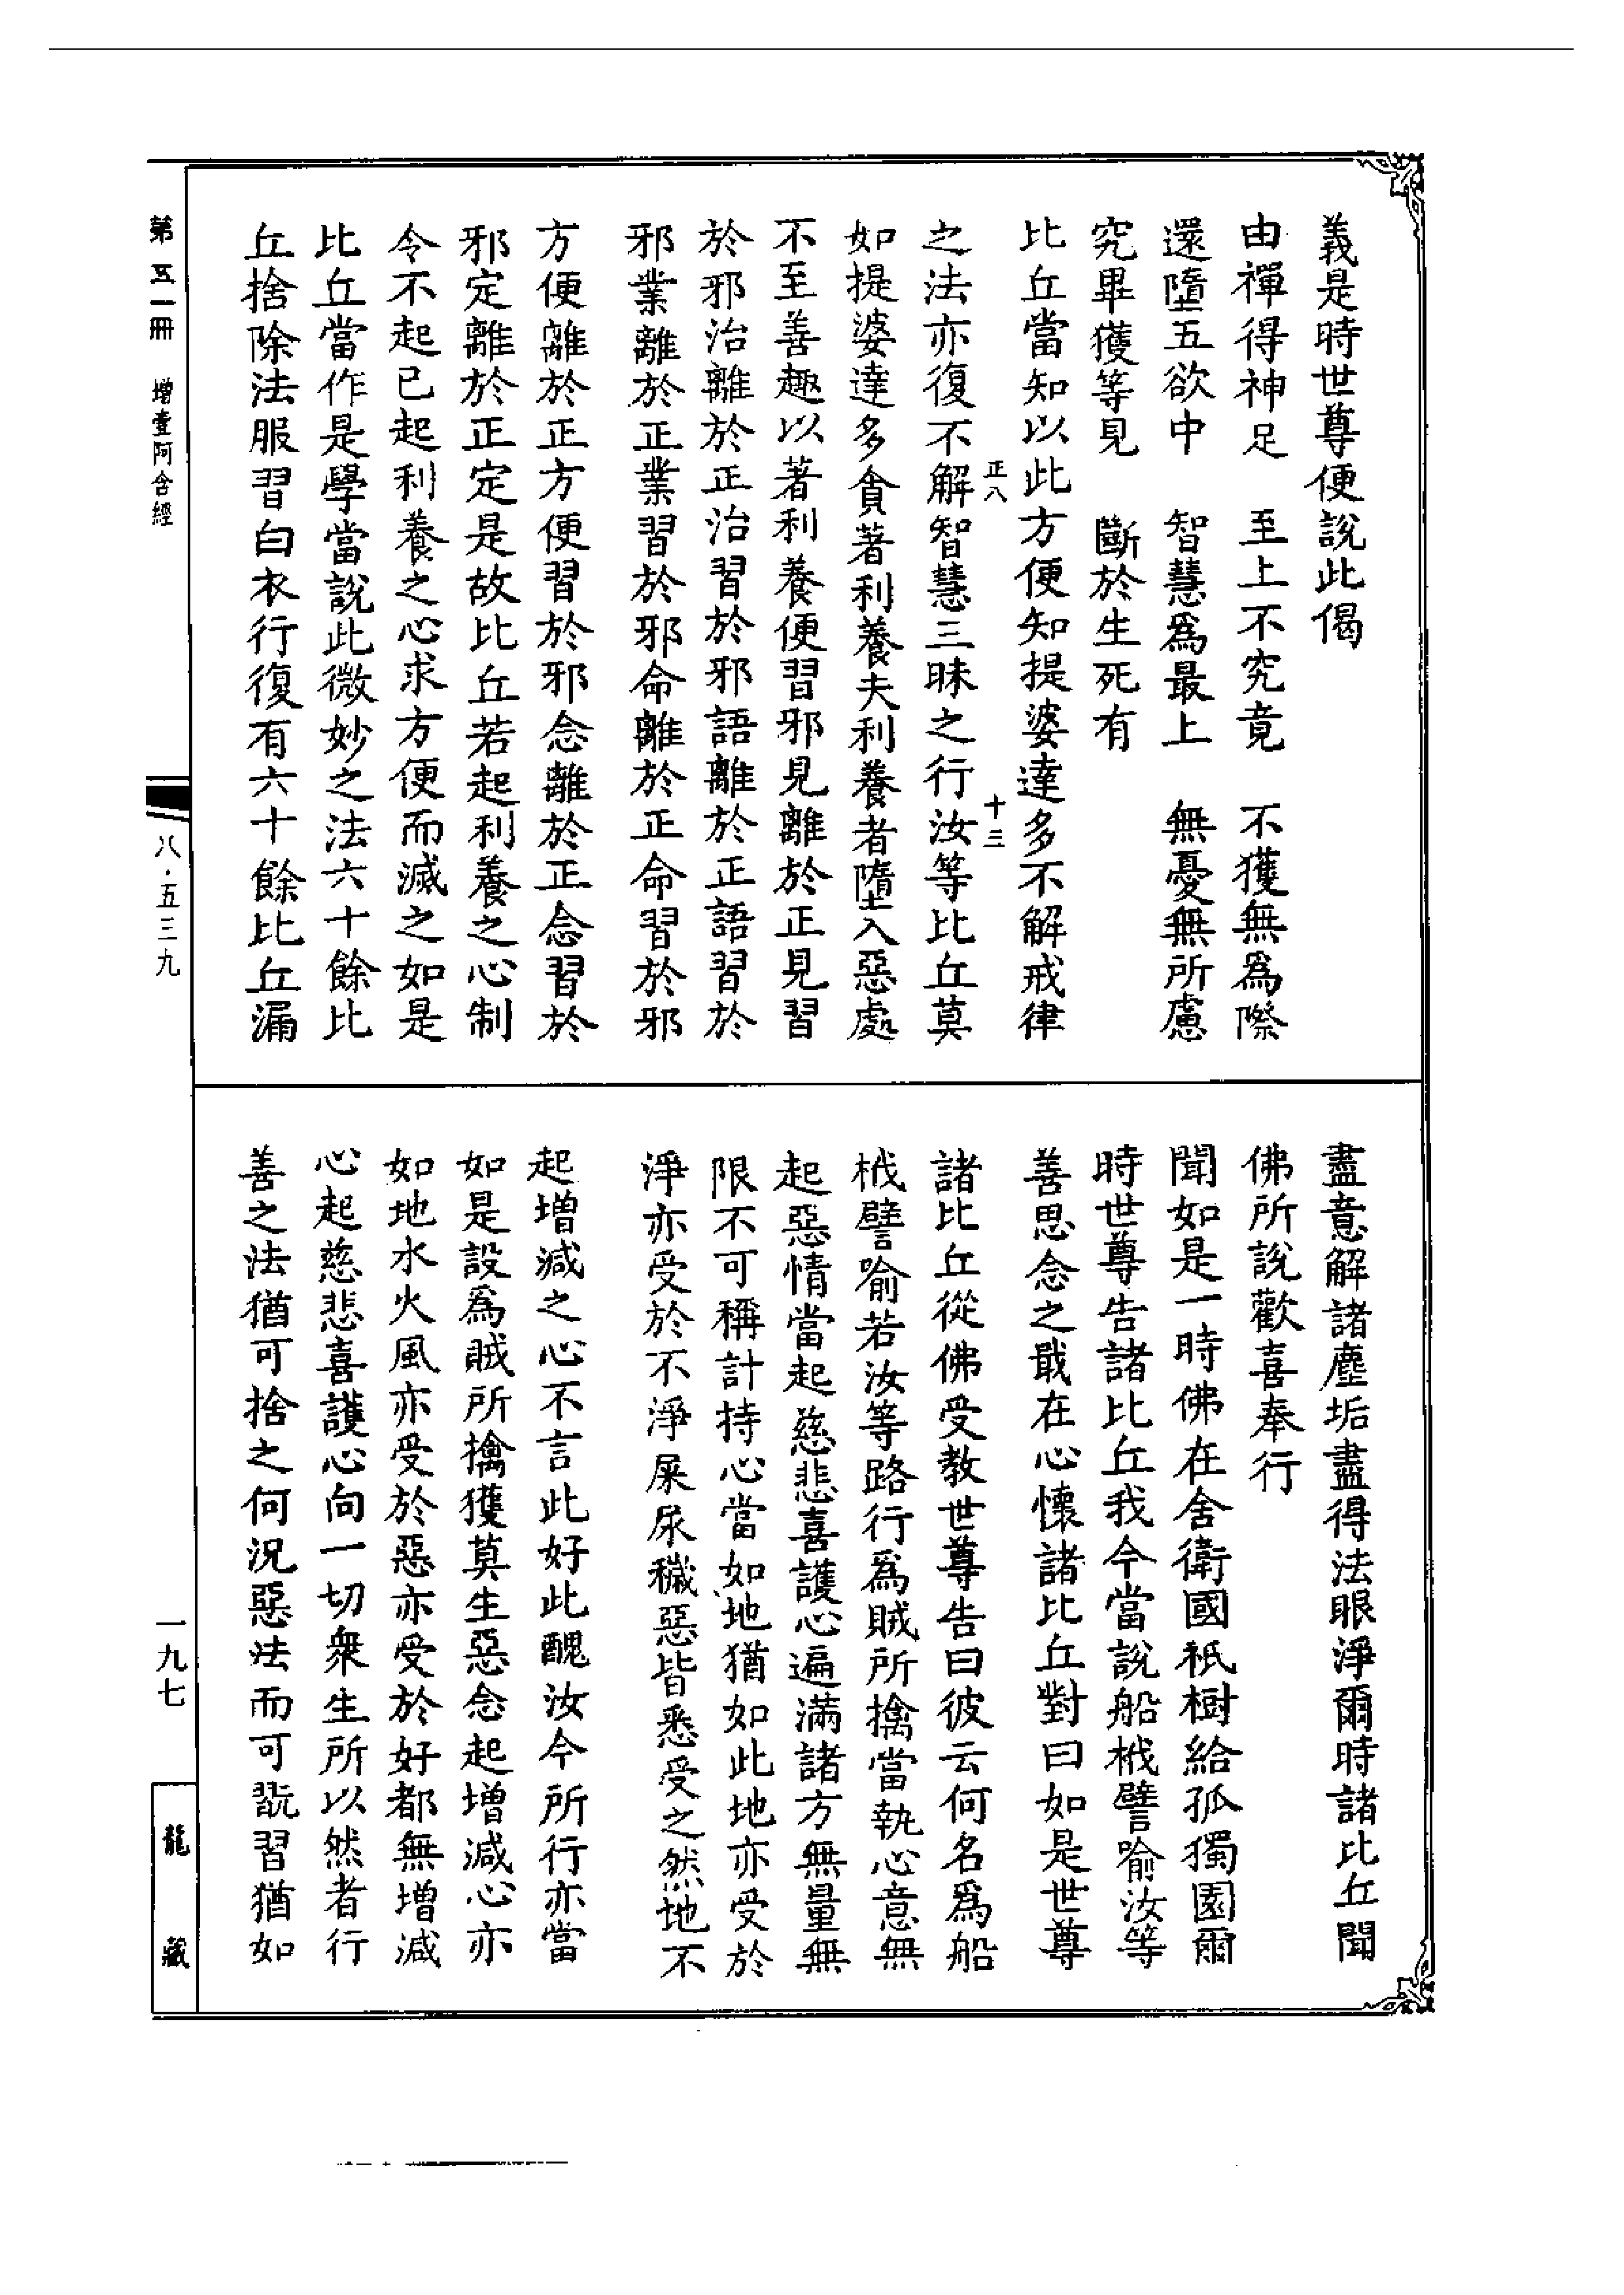 義是時世尊便說此偈
由禪得神足　至上不究竟　不獲無爲際
還墮五欲中　智慧爲最上　無憂無所慮
究畢獲等見　斷於生死有
比丘當知以此方便知提婆達多不解戒律
正八　十三
之法亦復不解智慧三昧之行汝等比丘莫
如提婆達多貪著利養夫利養者墮入惡處
不至善趣以著利養便習邪見離於正見習
於邪治離於正治習於邪語離於正語習於
邪業離於正業習於邪命離於正命習於邪
方便離於正方便習於邪念離於正念習於
邪定離於正定是故比丘若起利養之心制
令不起已起利養之心求方便而滅之如是
比丘當作是學當說此微妙之法六十餘比
丘捨除法服習白衣行復有六十餘比丘漏
盡意解諸塵垢盡得法眼淨爾時諸比丘聞
佛所說歡喜奉行
聞如是一時佛在舍衛國祇樹給孤獨園爾
時世尊告諸比丘我今當說船栰譬喻汝等
善思念之戢在心懷諸比丘對曰如是世尊
諸比丘從佛受教世尊告曰彼云何名爲船
栰譬喻若汝等路行爲賊所擒當執心意無
起惡情當起慈悲喜護心遍滿諸方無量無
限不可稱計持心當如地猶如此地亦受於
淨亦受於不淨屎尿穢惡皆悉受之然地不
起增減之心不言此好此醜汝今所行亦當
如是設爲賊所擒獲莫生惡念起增減心亦
如地水火風亦受於惡亦受於好都無增減
心起慈悲喜護心向一切衆生所以然者行
善之法猶可捨之何況惡法而可翫習猶如
第五一冊　增壹阿含經
八·五三九
一九七
龍藏